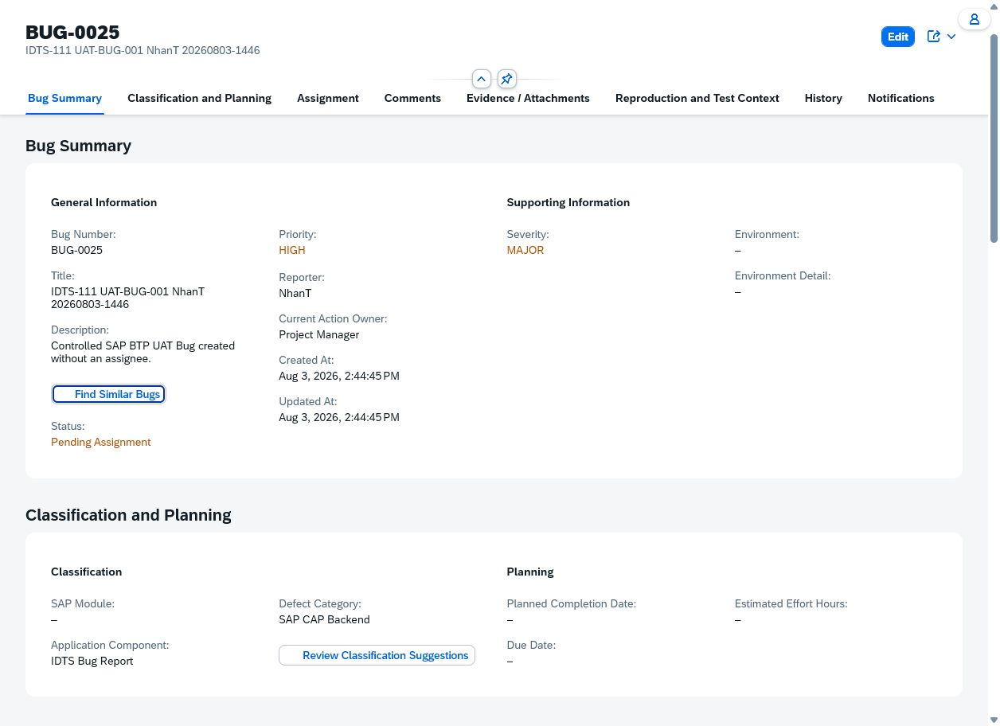 BUG-0025
IDTS-111 UAT-BUG-001 NhanT 20260803-1446
Edit
Bug Summary
Classification and Planning
Assignment
Comments
Evidence / Attachments
Reproduction and Test Context
History
Notifications
Bug Summary
General Information
Bug Number:
BUG-0025
Title:
IDTS-111 UAT-BUG-001 NhanT
20260803-1446
Description:
Controlled SAP BTP UAT Bug created
without an assignee.
Find Similar Bugs
Status:
Pending Assignment
Priority:
HIGH
Reporter:
NhanT
Current Action Owner:
Project Manager
Created At:
Aug 3, 2026, 2:44:45 PM
Updated At:
Aug 3, 2026, 2:44:45 PM
Supporting Information
Severity:
MAJOR
Environment:
–
Environment Detail:
–
Classification and Planning
Classification
SAP Module:
–
Application Component:
IDTS Bug Report
Defect Category:
SAP CAP Backend
Review Classification Suggestions
Planning
Planned Completion Date:
–
Due Date:
–
Estimated Effort Hours:
–